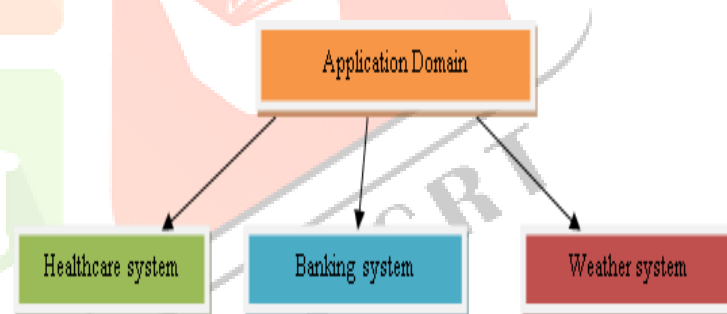 Application Domain
Healthcare system
Banking system
Weather system